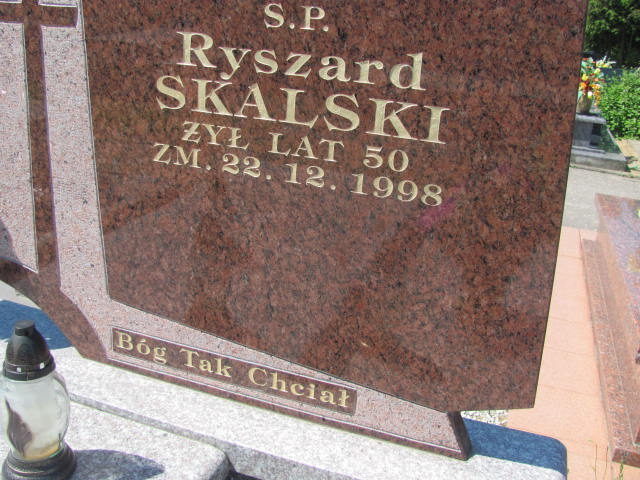 S.P.
Ryszard
SKALSKI
ŻYŁ LAT 50
ZM. 22. 12. 1998
Bóg Tak Chciał